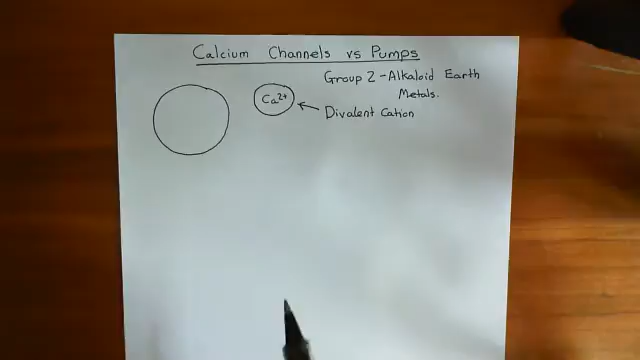 Calcium Channels vs Pumps
Group 2 - Alkaloid Earth
Metals.
Ca2+
Divalent Cation